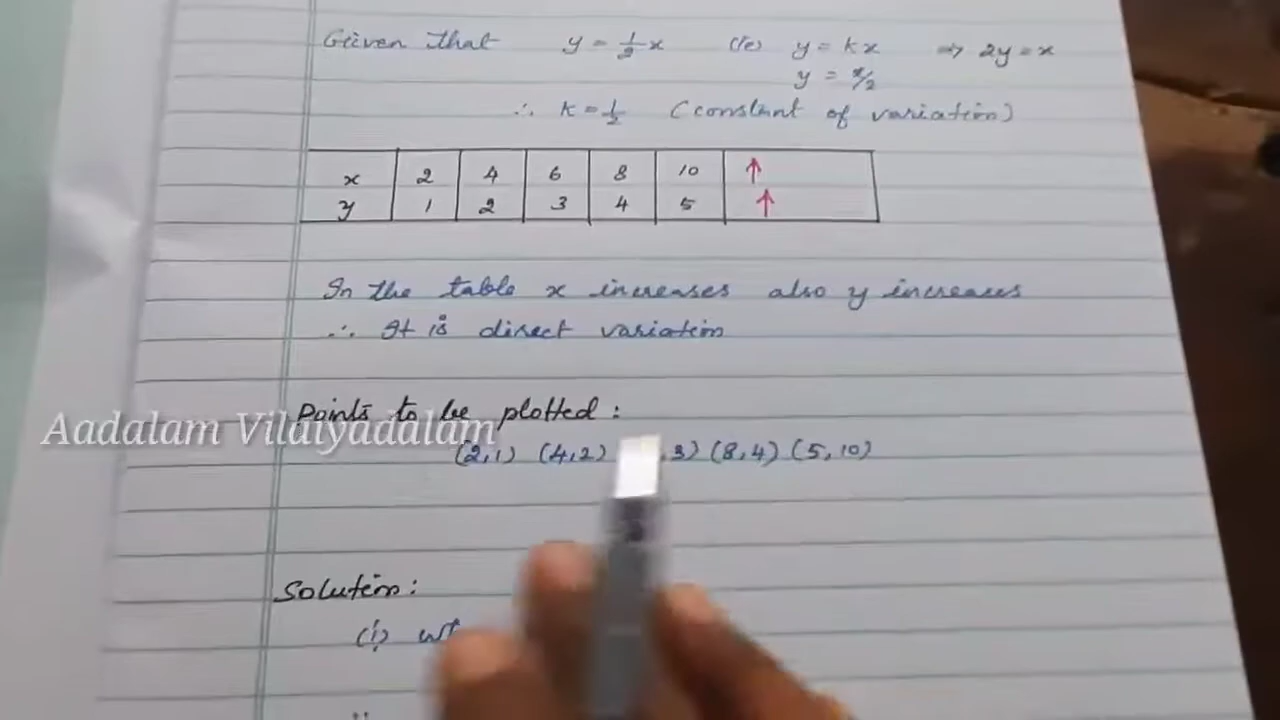 Given that y = 1/2 x (ie) y = kx ⇒ 2y = x
y = x/2
∴ k = 1/2 (constant of variation)
x 2 4 6 8 10 ↑
y 1 2 3 4 5 ↑
In the table x increases also y increases
∴ It is direct variation
Points to be plotted:
Aadalam Vilaiyadalam
(2,1) (4,2) ,3) (8,4) (5,10)
Solution:
(i)